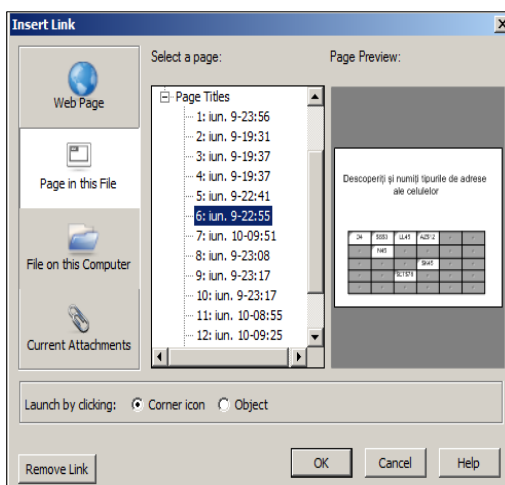 Insert Link
Web Page
Page in this File
File on this Computer
Current Attachments
Select a page:
Page Titles
1: iun. 9-23:56
2: iun. 9-19:31
3: iun. 9-19:37
4: iun. 9-19:37
5: iun. 9-22:41
6: iun. 9-22:55
7: iun. 10-09:51
8: iun. 9-23:08
9: iun. 9-23:17
10: iun. 9-23:17
11: iun. 10-08:55
12: iun. 10-09:25
Page Preview:
Descoperiți și numiți tipurile de adrese
ale celulelor
Launch by clicking: Corner icon Object
Remove Link OK Cancel Help